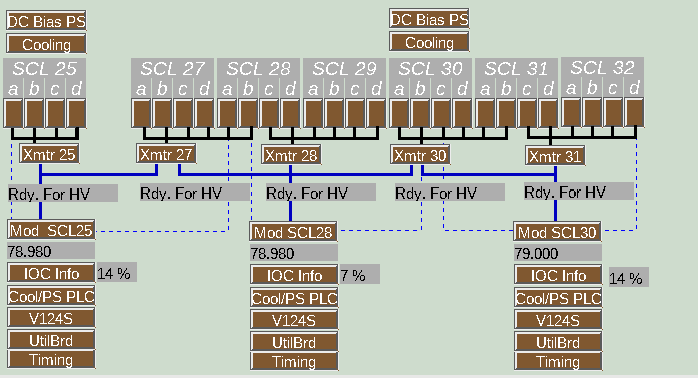 DC Bias PS DC Bias PS
Cooling Cooling
SCL 25 SCL 27 SCL 28 SCL 29 SCL 30 SCL 31 SCL 32
a b c d a b c d a b c d a b c d a b c d a b c d a b c d
Xmtr 25 Xmtr 27 Xmtr 28 Xmtr 30 Xmtr 31
Rdy. For HV Rdy. For HV Rdy. For HV Rdy. For HV Rdy. For HV
Mod SCL25 Mod SCL28 Mod SCL30
78.980 78.980 79.000
IOC Info 14 % IOC Info 7 % IOC Info 14 %
Cool/PS PLC Cool/PS PLC Cool/PS PLC
V124S V124S V124S
UtilBrd UtilBrd UtilBrd
Timing Timing Timing